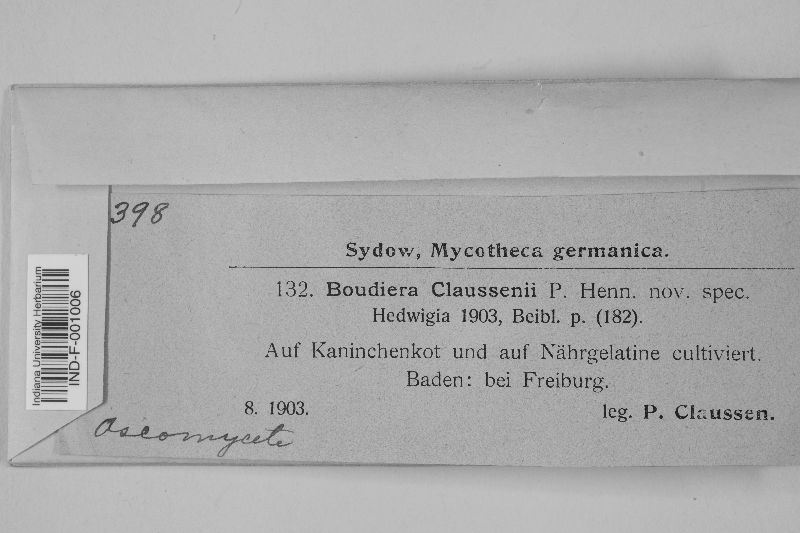 398
Sydow, Mycotheca germanica.
132. Boudiera Claussenii P. Henn. nov. spec.
Hedwigia 1903, Beibl. p. (182).
Auf Kaninchenkot und auf Nährgelatine cultiviert.
Baden: bei Freiburg.
8. 1903. leg. P. Claussen.
Ascomycete
Indiana University Herbarium
IND-F-001006